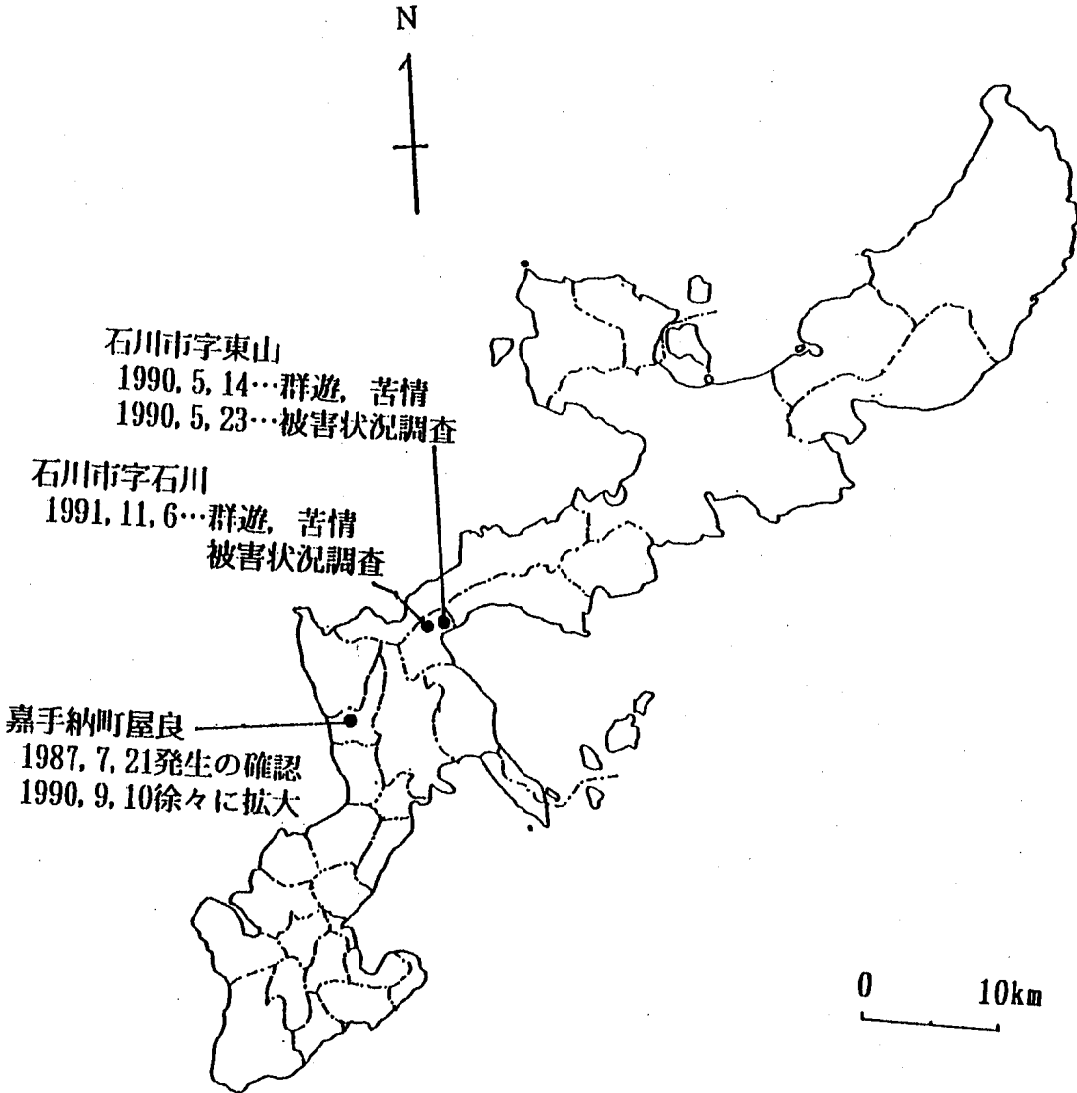 N
石川市字東山
1990, 5, 14…群遊, 苦情
1990, 5, 23…被害状況調査
石川市字石川
1991, 11, 6…群遊, 苦情
被害状況調査
嘉手納町屋良
1987, 7, 21発生の確認
1990, 9, 10徐々に拡大
0 10km